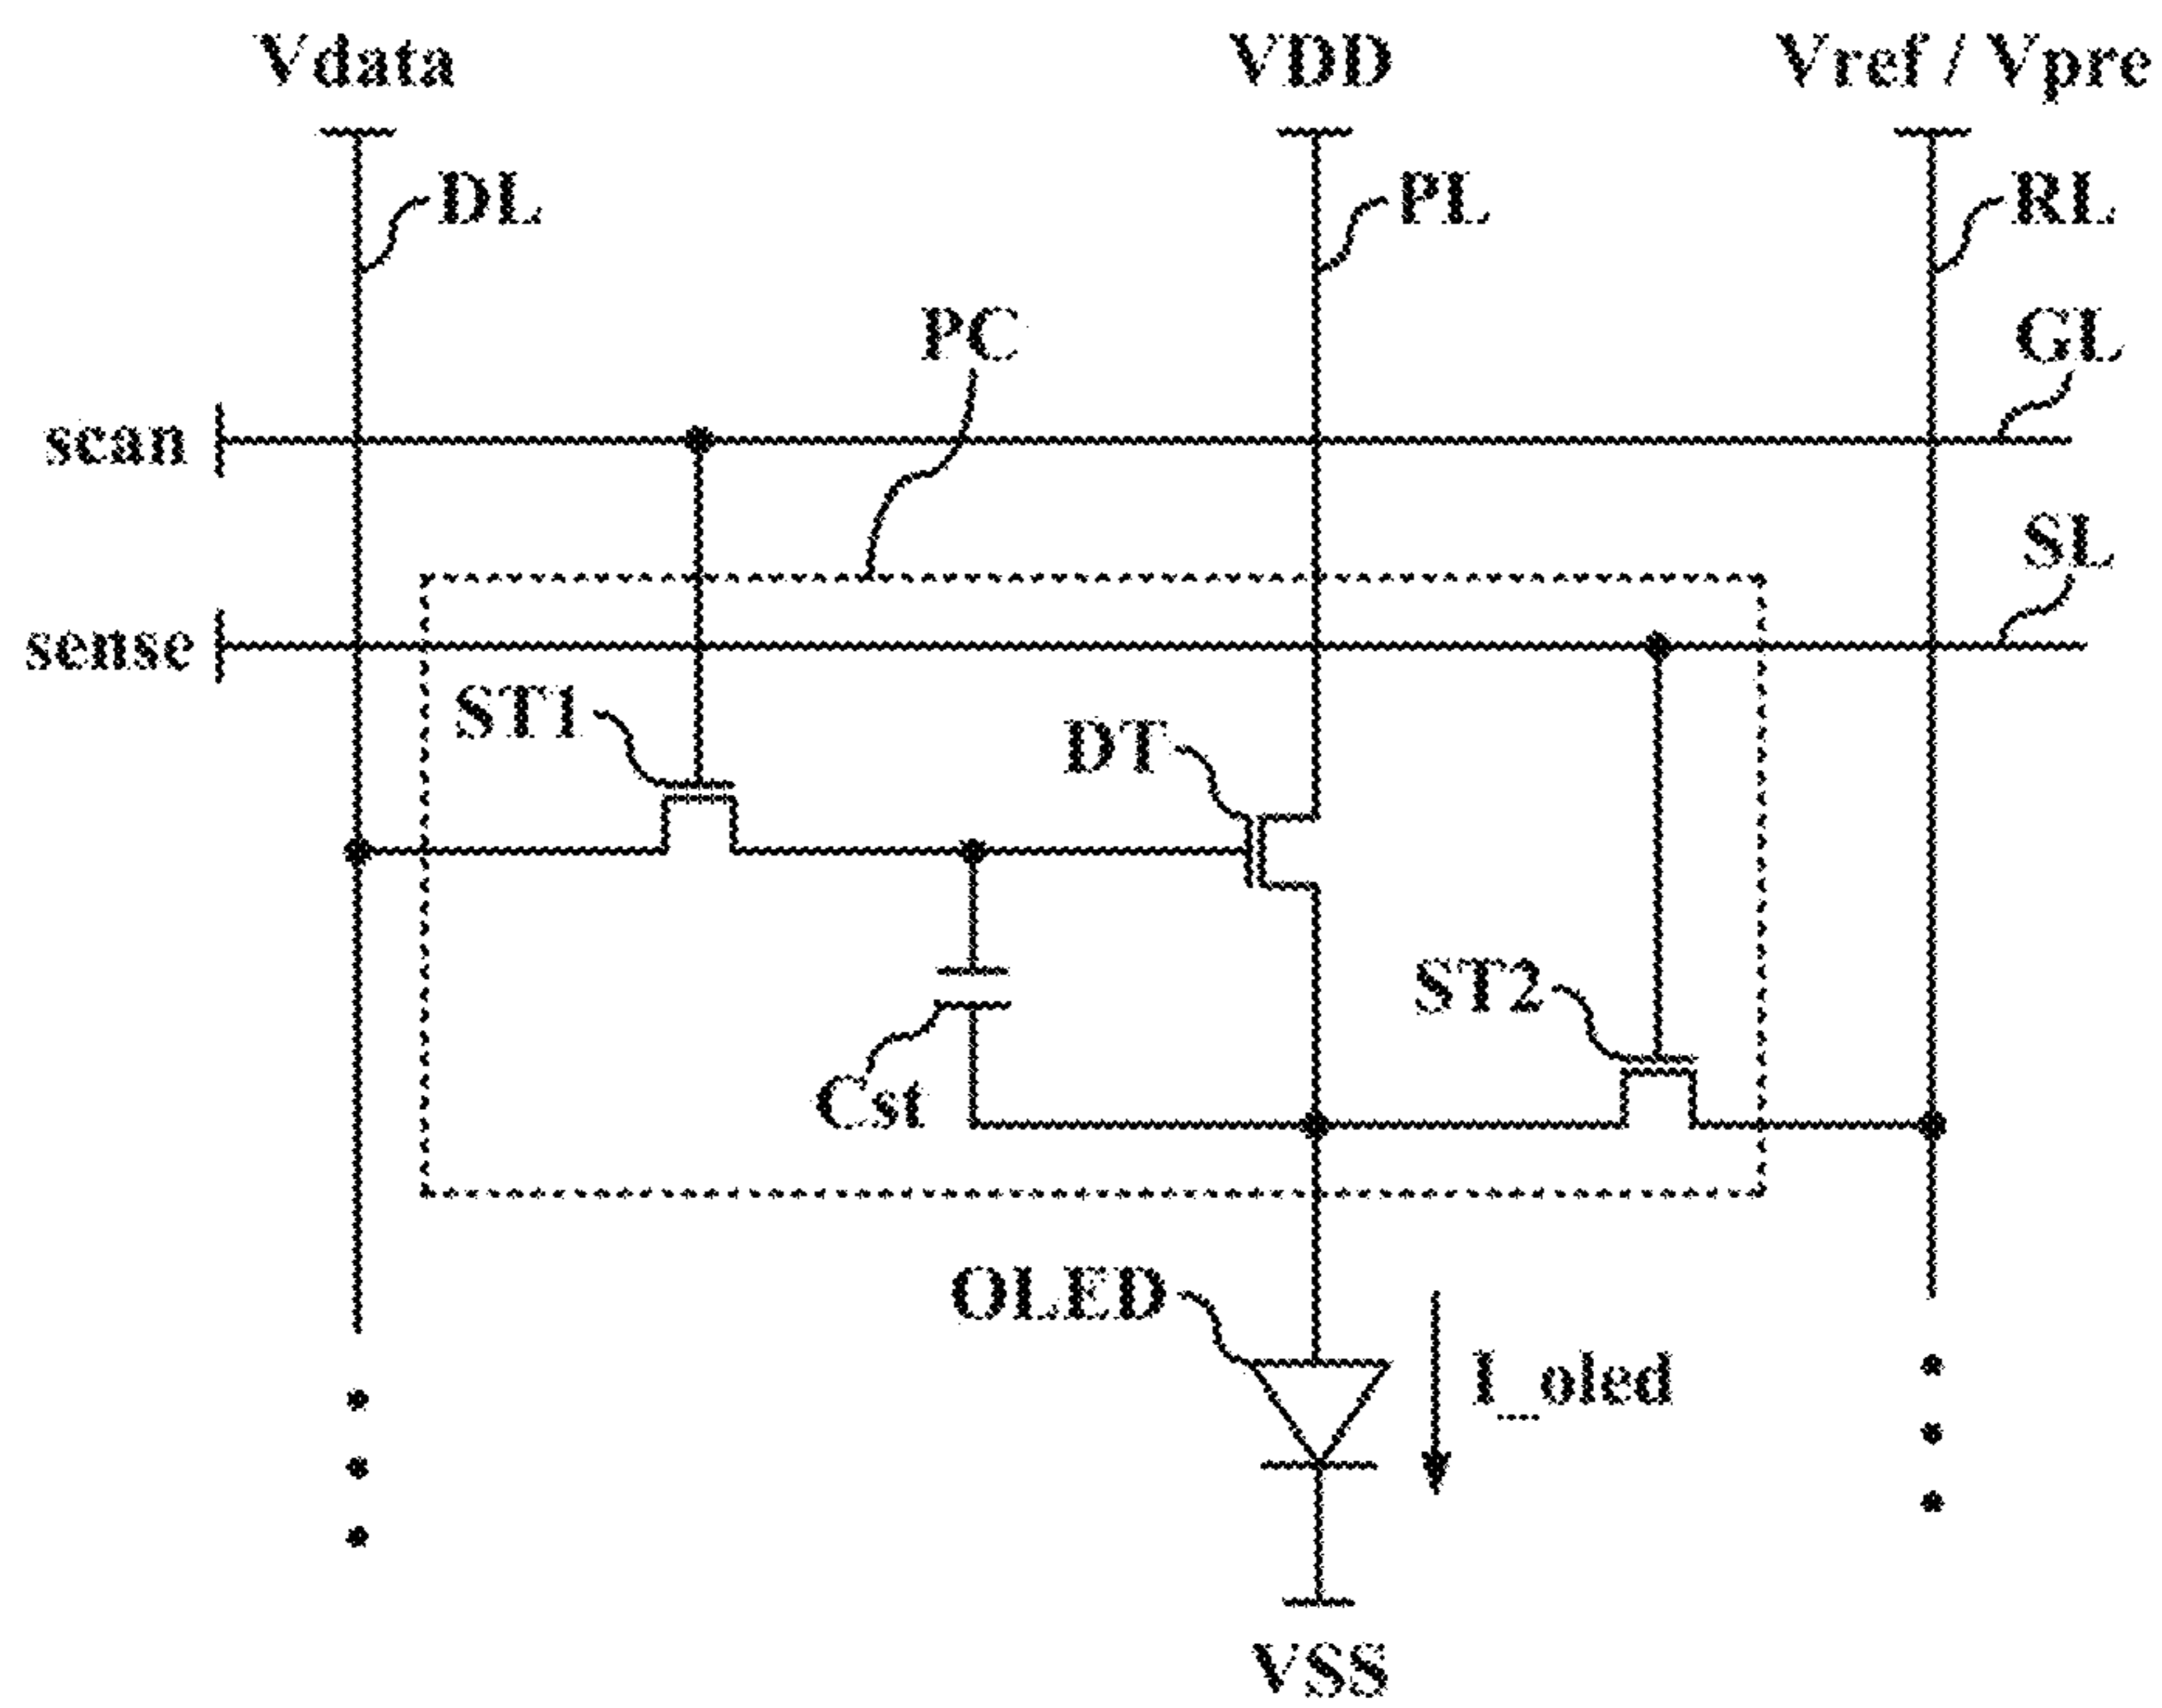 Vdata
VDD
Vref / Vpre
DL
PL
RL
PC
GL
scan
SL
sense
ST1
DT
ST2
Cst
OLED
I_oled
VSS